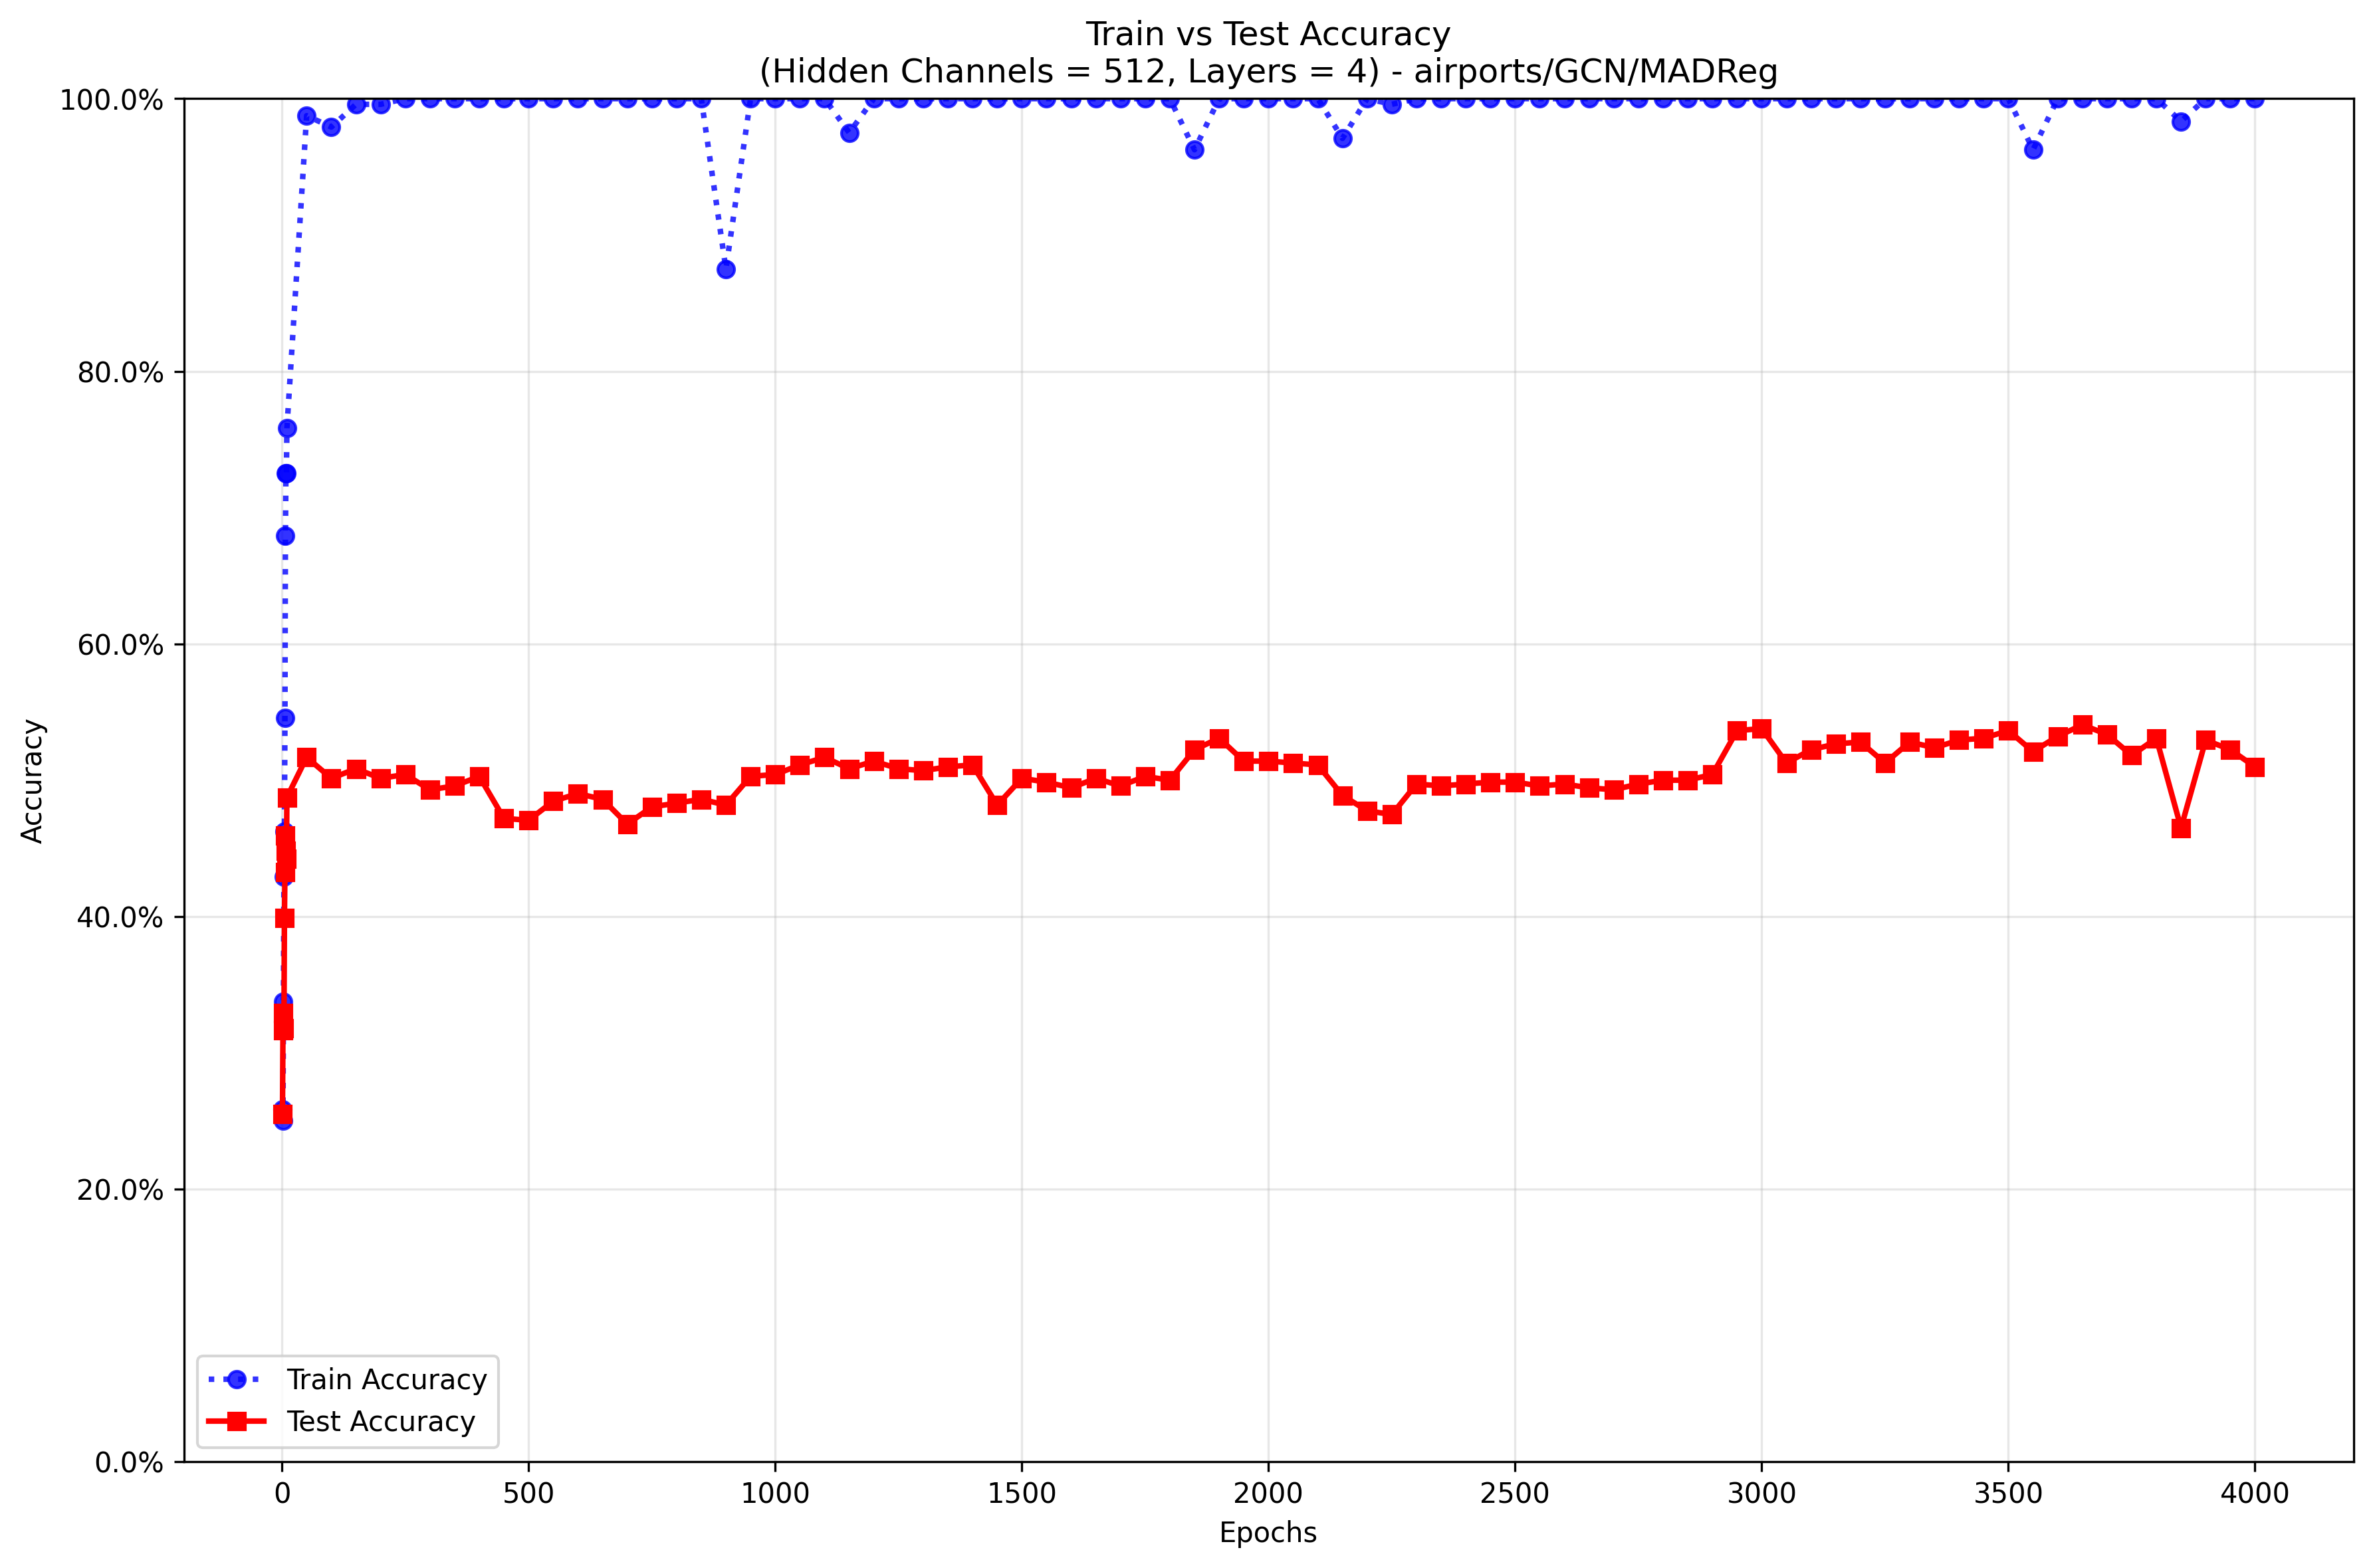 Train vs Test Accuracy
(Hidden Channels = 512, Layers = 4) - airports/GCN/MADReg
100.0%
80.0%
60.0%
40.0%
20.0%
0.0%
Accuracy
Train Accuracy
Test Accuracy
0 500 1000 1500 2000 2500 3000 3500 4000
Epochs